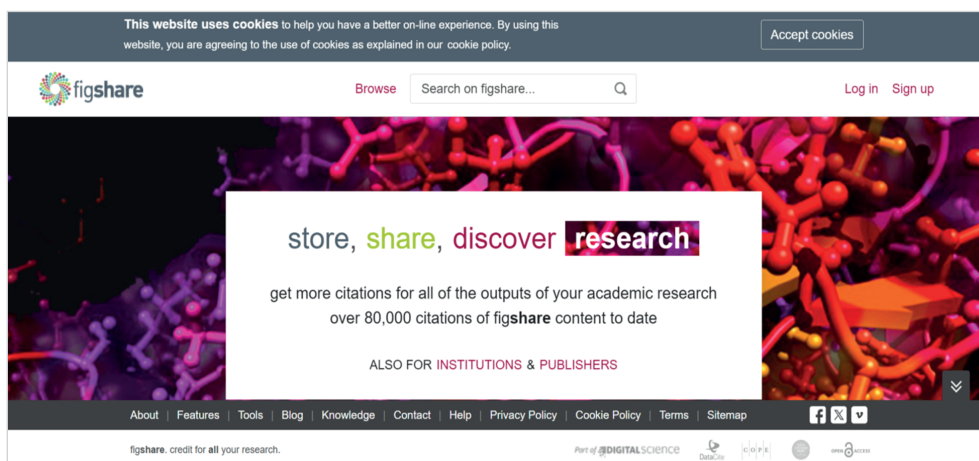 This website uses cookies to help you have a better on-line experience. By using this
website, you are agreeing to the use of cookies as explained in our cookie policy.
Accept cookies
figshare
Browse
Search on figshare...
Log in
Sign up
store, share, discover research
get more citations for all of the outputs of your academic research
over 80,000 citations of figshare content to date
ALSO FOR INSTITUTIONS & PUBLISHERS
About | Features | Tools | Blog | Knowledge | Contact | Help | Privacy Policy | Cookie Policy | Terms | Sitemap
figshare. credit for all your research.
Part of DIGITALSCIENCE
DataCite
C O P E
OPEN ACCESS